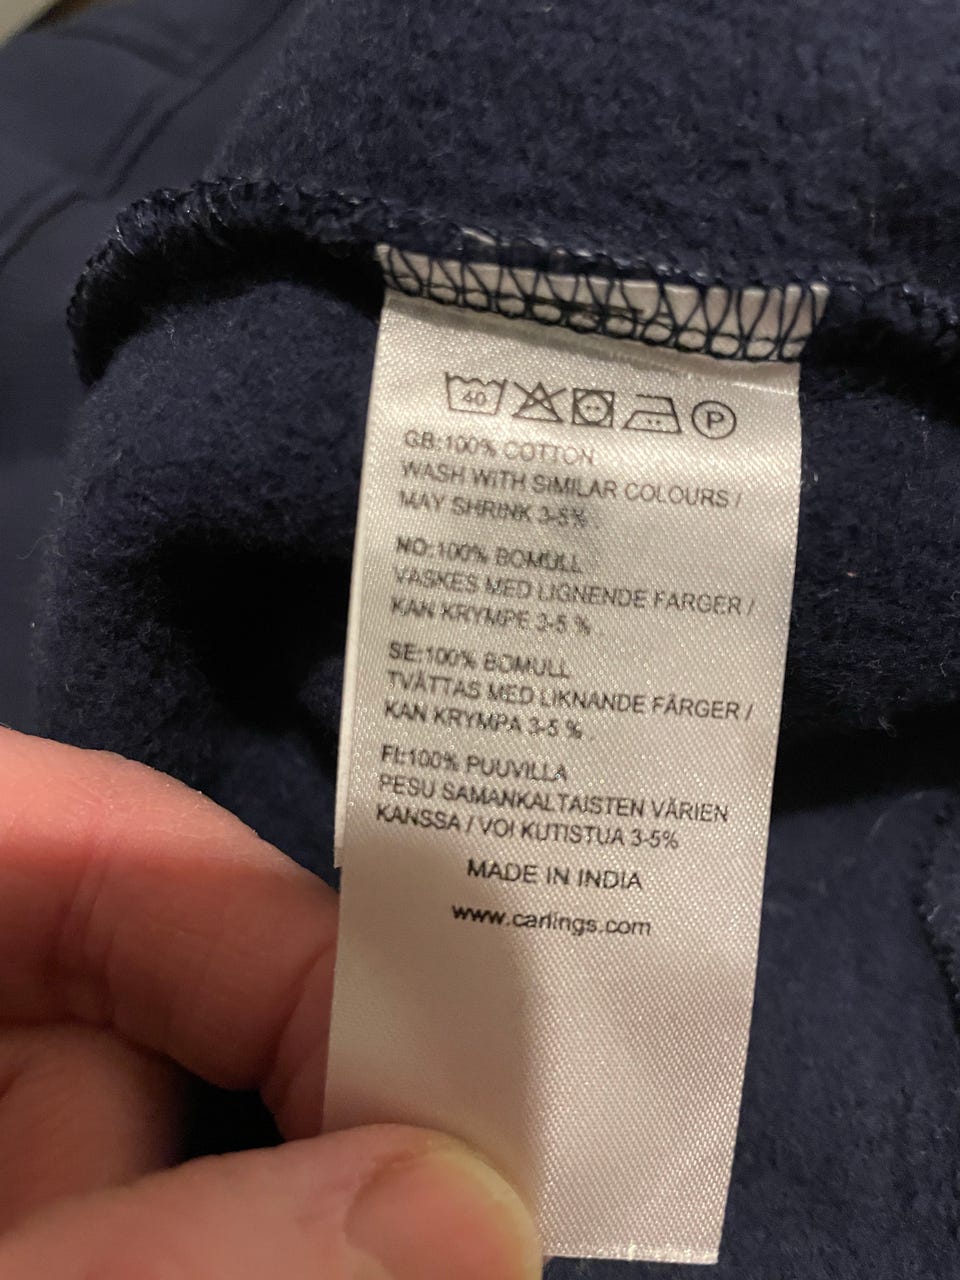 40 P
GB:100% COTTON
WASH WITH SIMILAR COLOURS /
MAY SHRINK 3-5% .
NO:100% BOMULL
VASKES MED LIGNENDE FARGER /
KAN KRYMPE 3-5 % .
SE:100% BOMULL
TVÄTTAS MED LIKNANDE FÄRGER /
KAN KRYMPA 3-5 % .
FI:100% PUUVILLA
PESU SAMANKALTAISTEN VÄRIEN
KANSSA / VOI KUTISTUA 3-5%
MADE IN INDIA
www.carlings.com